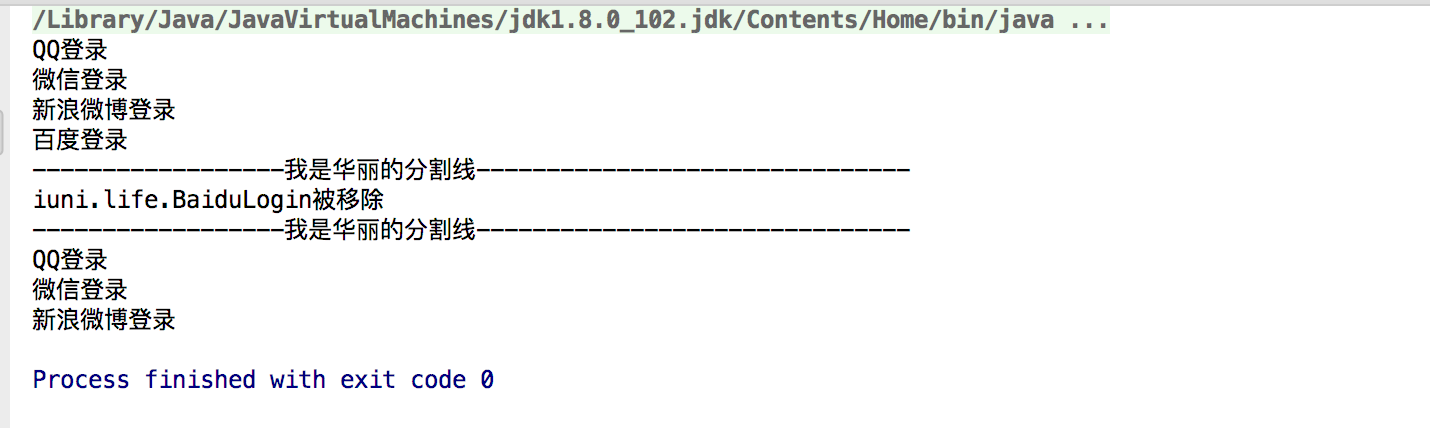 /Library/Java/JavaVirtualMachines/jdk1.8.0_102.jdk/Contents/Home/bin/java ...
QQ登录
微信登录
新浪微博登录
百度登录
------------------我是华丽的分割线-------------------------------
iuni.life.BaiduLogin被移除
------------------我是华丽的分割线-------------------------------
QQ登录
微信登录
新浪微博登录
Process finished with exit code 0